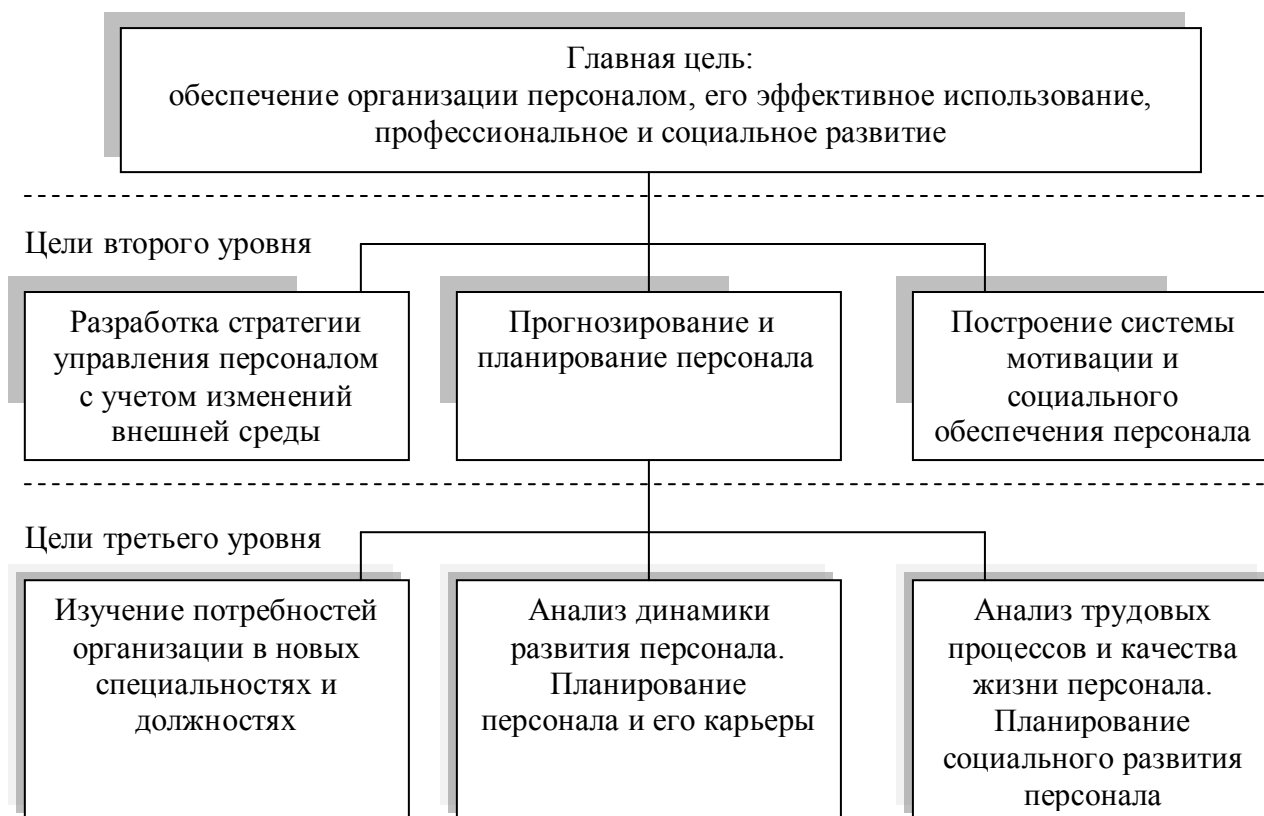 Главная цель:
обеспечение организации персоналом, его эффективное использование,
профессиональное и социальное развитие
Цели второго уровня
Разработка стратегии
управления персоналом
с учетом изменений
внешней среды
Прогнозирование и
планирование персонала
Построение системы
мотивации и
социального
обеспечения персонала
Цели третьего уровня
Изучение потребностей
организации в новых
специальностях и
должностях
Анализ динамики
развития персонала.
Планирование
персонала и его карьеры
Анализ трудовых
процессов и качества
жизни персонала.
Планирование
социального развития
персонала